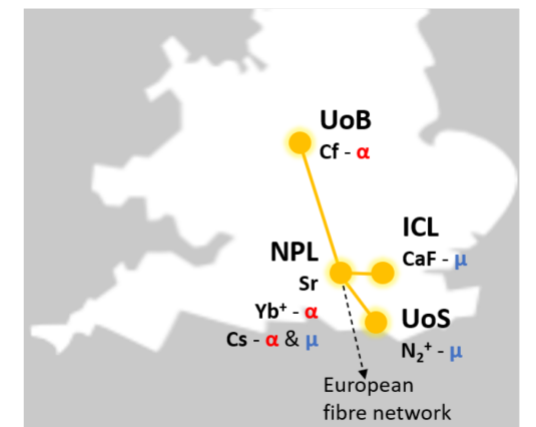 UoB
Cf - α
ICL
CaF - μ
NPL
Sr
Yb⁺ - α
Cs - α & μ
UoS
N₂⁺ - μ
European
fibre network